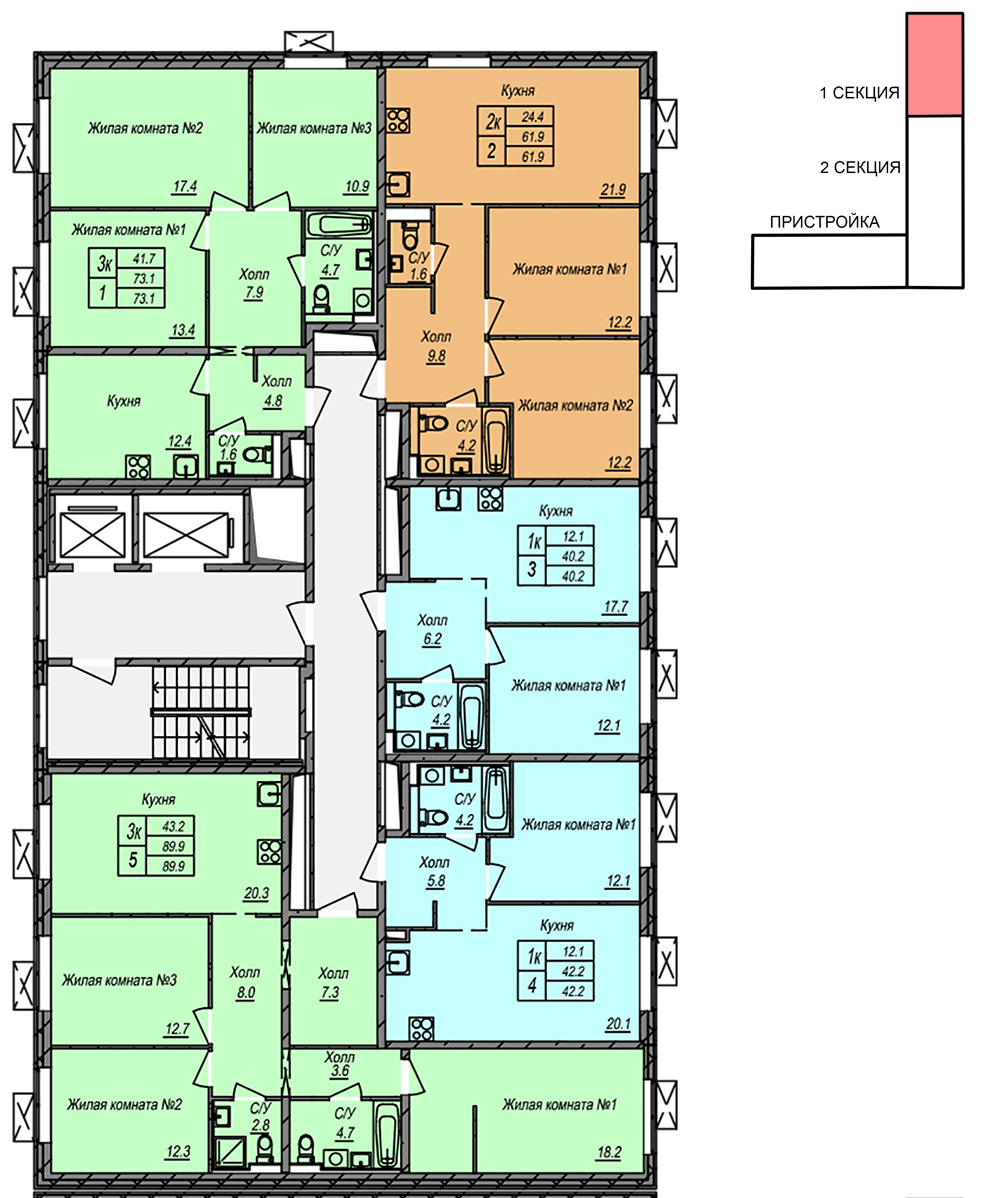 1 СЕКЦИЯ
2 СЕКЦИЯ
ПРИСТРОЙКА
Жилая комната №2
17.4
Жилая комната №3
10.9
Жилая комната №1
3к 41.7
73.1
1 73.1
13.4
Холл
7.9
С/У
4.7
Кухня
12.4
Холл
4.8
С/У
1.6
Кухня
2к 24.4
61.9
2 61.9
21.9
С/У
1.6
Жилая комната №1
12.2
Холл
9.8
Жилая комната №2
12.2
С/У
4.2
Кухня
1к 12.1
40.2
3 40.2
17.7
Холл
6.2
Жилая комната №1
12.1
С/У
4.2
С/У
4.2
Жилая комната №1
12.1
Холл
5.8
Кухня
1к 12.1
42.2
4 42.2
20.1
Кухня
3к 43.2
89.9
5 89.9
20.3
Жилая комната №3
12.7
Холл
8.0
Холл
7.3
Холл
3.6
Жилая комната №2
12.3
С/У
2.8
С/У
4.7
Жилая комната №1
18.2